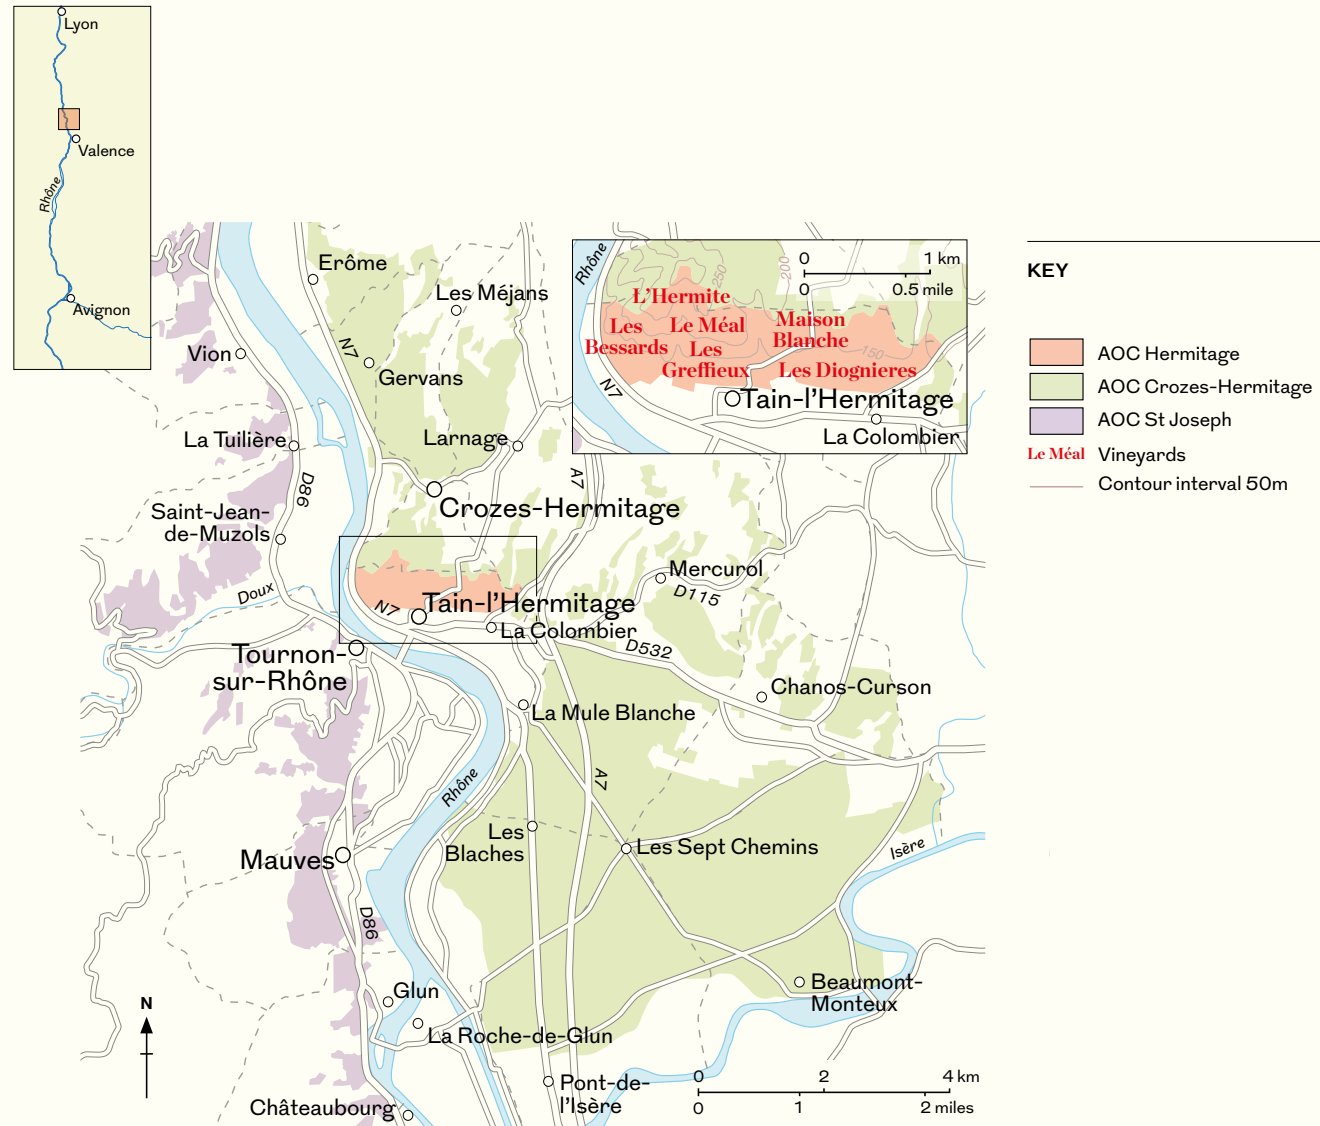 Lyon
Valence
Rhône
Avignon
Erôme
Les Méjans
Vion
N7
Gervans
La Tuilière
Larnage
D86
A7
Crozes-Hermitage
Saint-Jean-
de-Muzols
Mercurol
D115
Doux
N7
Tain-l'Hermitage
La Colombier
D532
Tournon-
sur-Rhône
Chanos-Curson
La Mule Blanche
Rhône
A7
Les
Blaches
Les Sept Chemins
Isère
Mauves
D86
Glun
Beaumont-
Monteux
La Roche-de-Glun
Pont-de-
l'Isère
Châteaubourg
N
0 2 4 km
0 1 2 miles
Rhône
250
200
0 1 km
0 0.5 mile
L'Hermite
Les
Bessards
Le Méal
Maison
Blanche
Les
Greffieux
150
Les Diognieres
N7
Tain-l'Hermitage
La Colombier
KEY
AOC Hermitage
AOC Crozes-Hermitage
AOC St Joseph
Le Méal Vineyards
Contour interval 50m